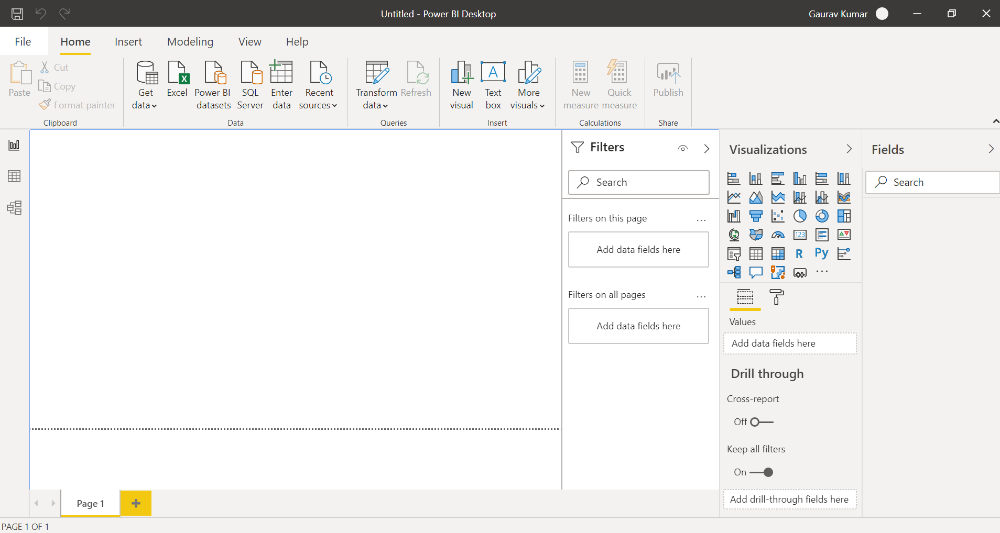 Untitled - Power BI Desktop
Gaurav Kumar
File
Home
Insert
Modeling
View
Help
Paste
Cut
Copy
Format painter
Clipboard
Get
data
Excel
Power BI
datasets
SQL
Server
Enter
data
Recent
sources
Data
Transform
data
Refresh
Queries
New
visual
Text
box
More
visuals
Insert
New
measure
Quick
measure
Calculations
Publish
Share
Filters
Search
Filters on this page
...
Add data fields here
Filters on all pages
...
Add data fields here
Visualizations
123
R
Py
...
Values
Add data fields here
Drill through
Cross-report
Off
Keep all filters
On
Add drill-through fields here
Fields
Search
Page 1
PAGE 1 OF 1